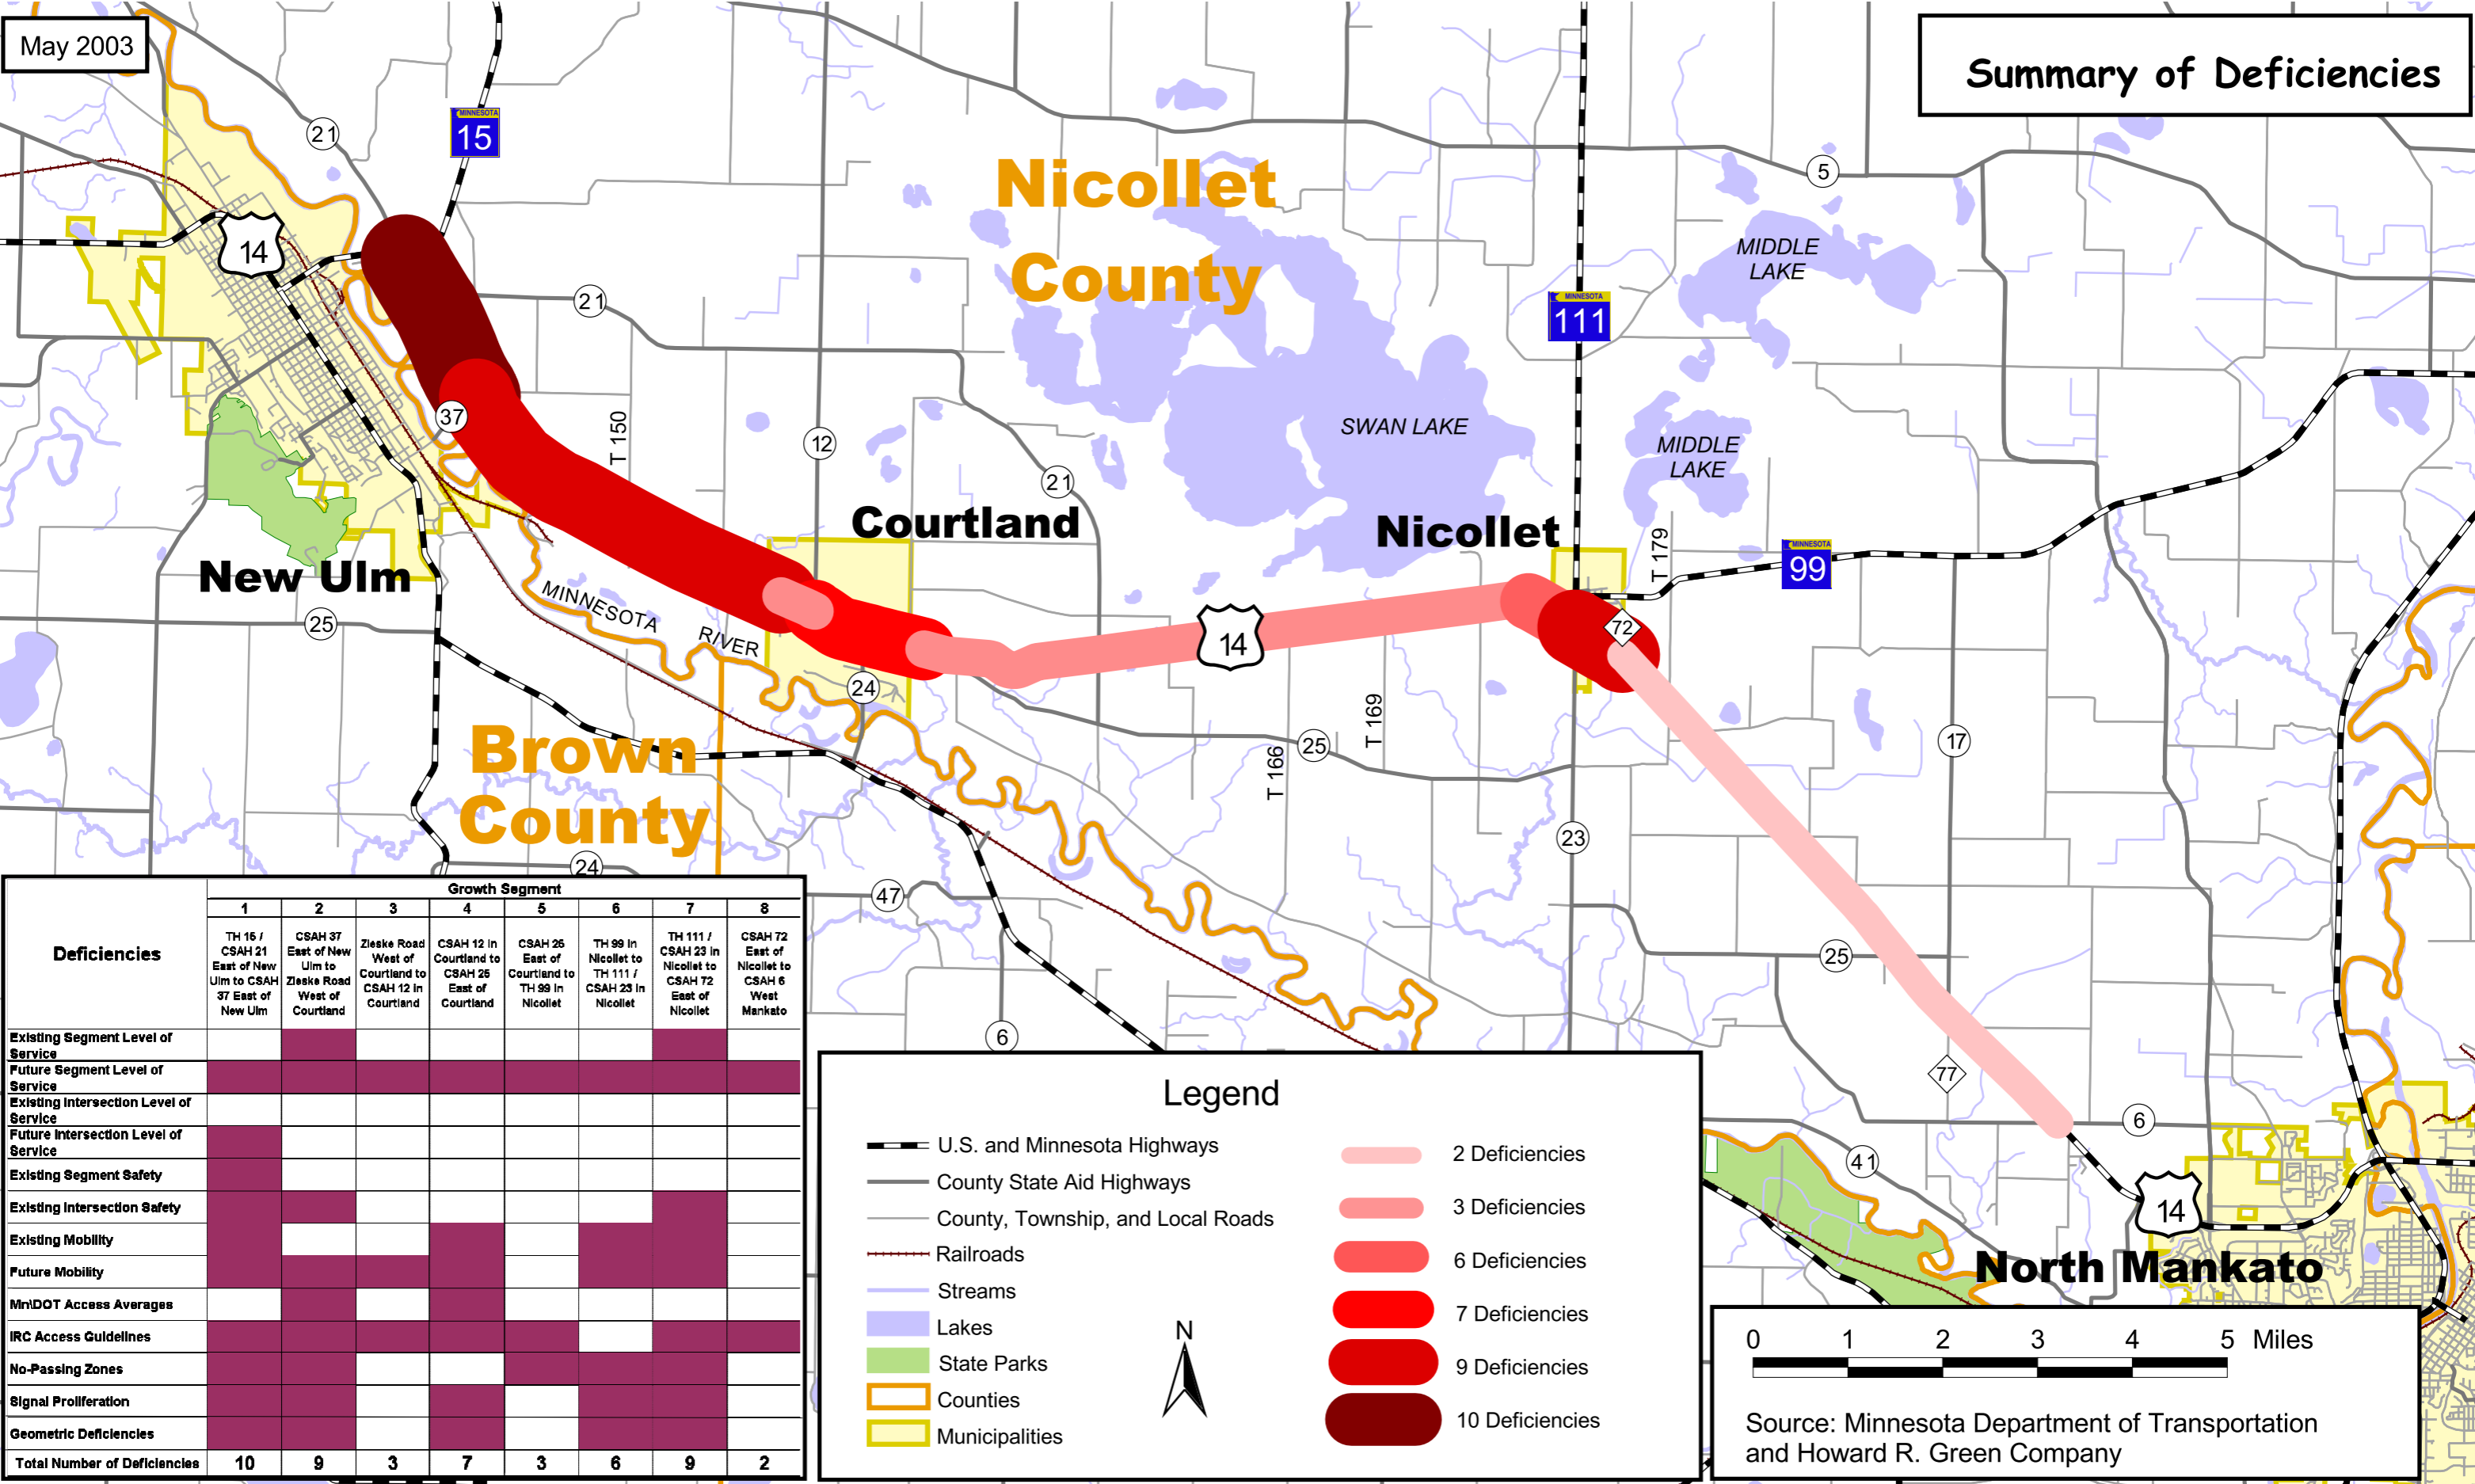 May 2003
Summary of Deficiencies
21
MINNESOTA
15
14
21
5
Nicollet
County
MIDDLE
LAKE
MINNESOTA
111
37
T 150
12
SWAN LAKE
MIDDLE
LAKE
21
Courtland
Nicollet
T 179
MINNESOTA
99
New Ulm
25
MINNESOTA
RIVER
14
72
24
T 169
25
T 166
17
Brown
County
23
24
47
25
6
77
6
41
14
North Mankato
Deficiencies
Growth Segment
1 2 3 4 5 6 7 8
TH 15 / CSAH 21 East of New Ulm to CSAH 37 East of New Ulm
CSAH 37 East of New Ulm to Zieske Road West of Courtland
Zieske Road West of Courtland to CSAH 12 in Courtland
CSAH 12 in Courtland to CSAH 25 East of Courtland
CSAH 25 East of Courtland to TH 99 in Nicollet
TH 99 in Nicollet to TH 111 / CSAH 23 in Nicollet
TH 111 / CSAH 23 in Nicollet to CSAH 72 East of Nicollet
CSAH 72 East of Nicollet to CSAH 6 West Mankato
Existing Segment Level of
Service
Future Segment Level of
Service
Existing Intersection Level of
Service
Future Intersection Level of
Service
Existing Segment Safety
Existing Intersection Safety
Existing Mobility
Future Mobility
Mn\DOT Access Averages
IRC Access Guidelines
No-Passing Zones
Signal Proliferation
Geometric Deficiencies
Total Number of Deficiencies 10 9 3 7 3 6 9 2
Legend
U.S. and Minnesota Highways
County State Aid Highways
County, Township, and Local Roads
Railroads
Streams
Lakes
State Parks
Counties
Municipalities
N
2 Deficiencies
3 Deficiencies
6 Deficiencies
7 Deficiencies
9 Deficiencies
10 Deficiencies
0 1 2 3 4 5 Miles
Source: Minnesota Department of Transportation
and Howard R. Green Company